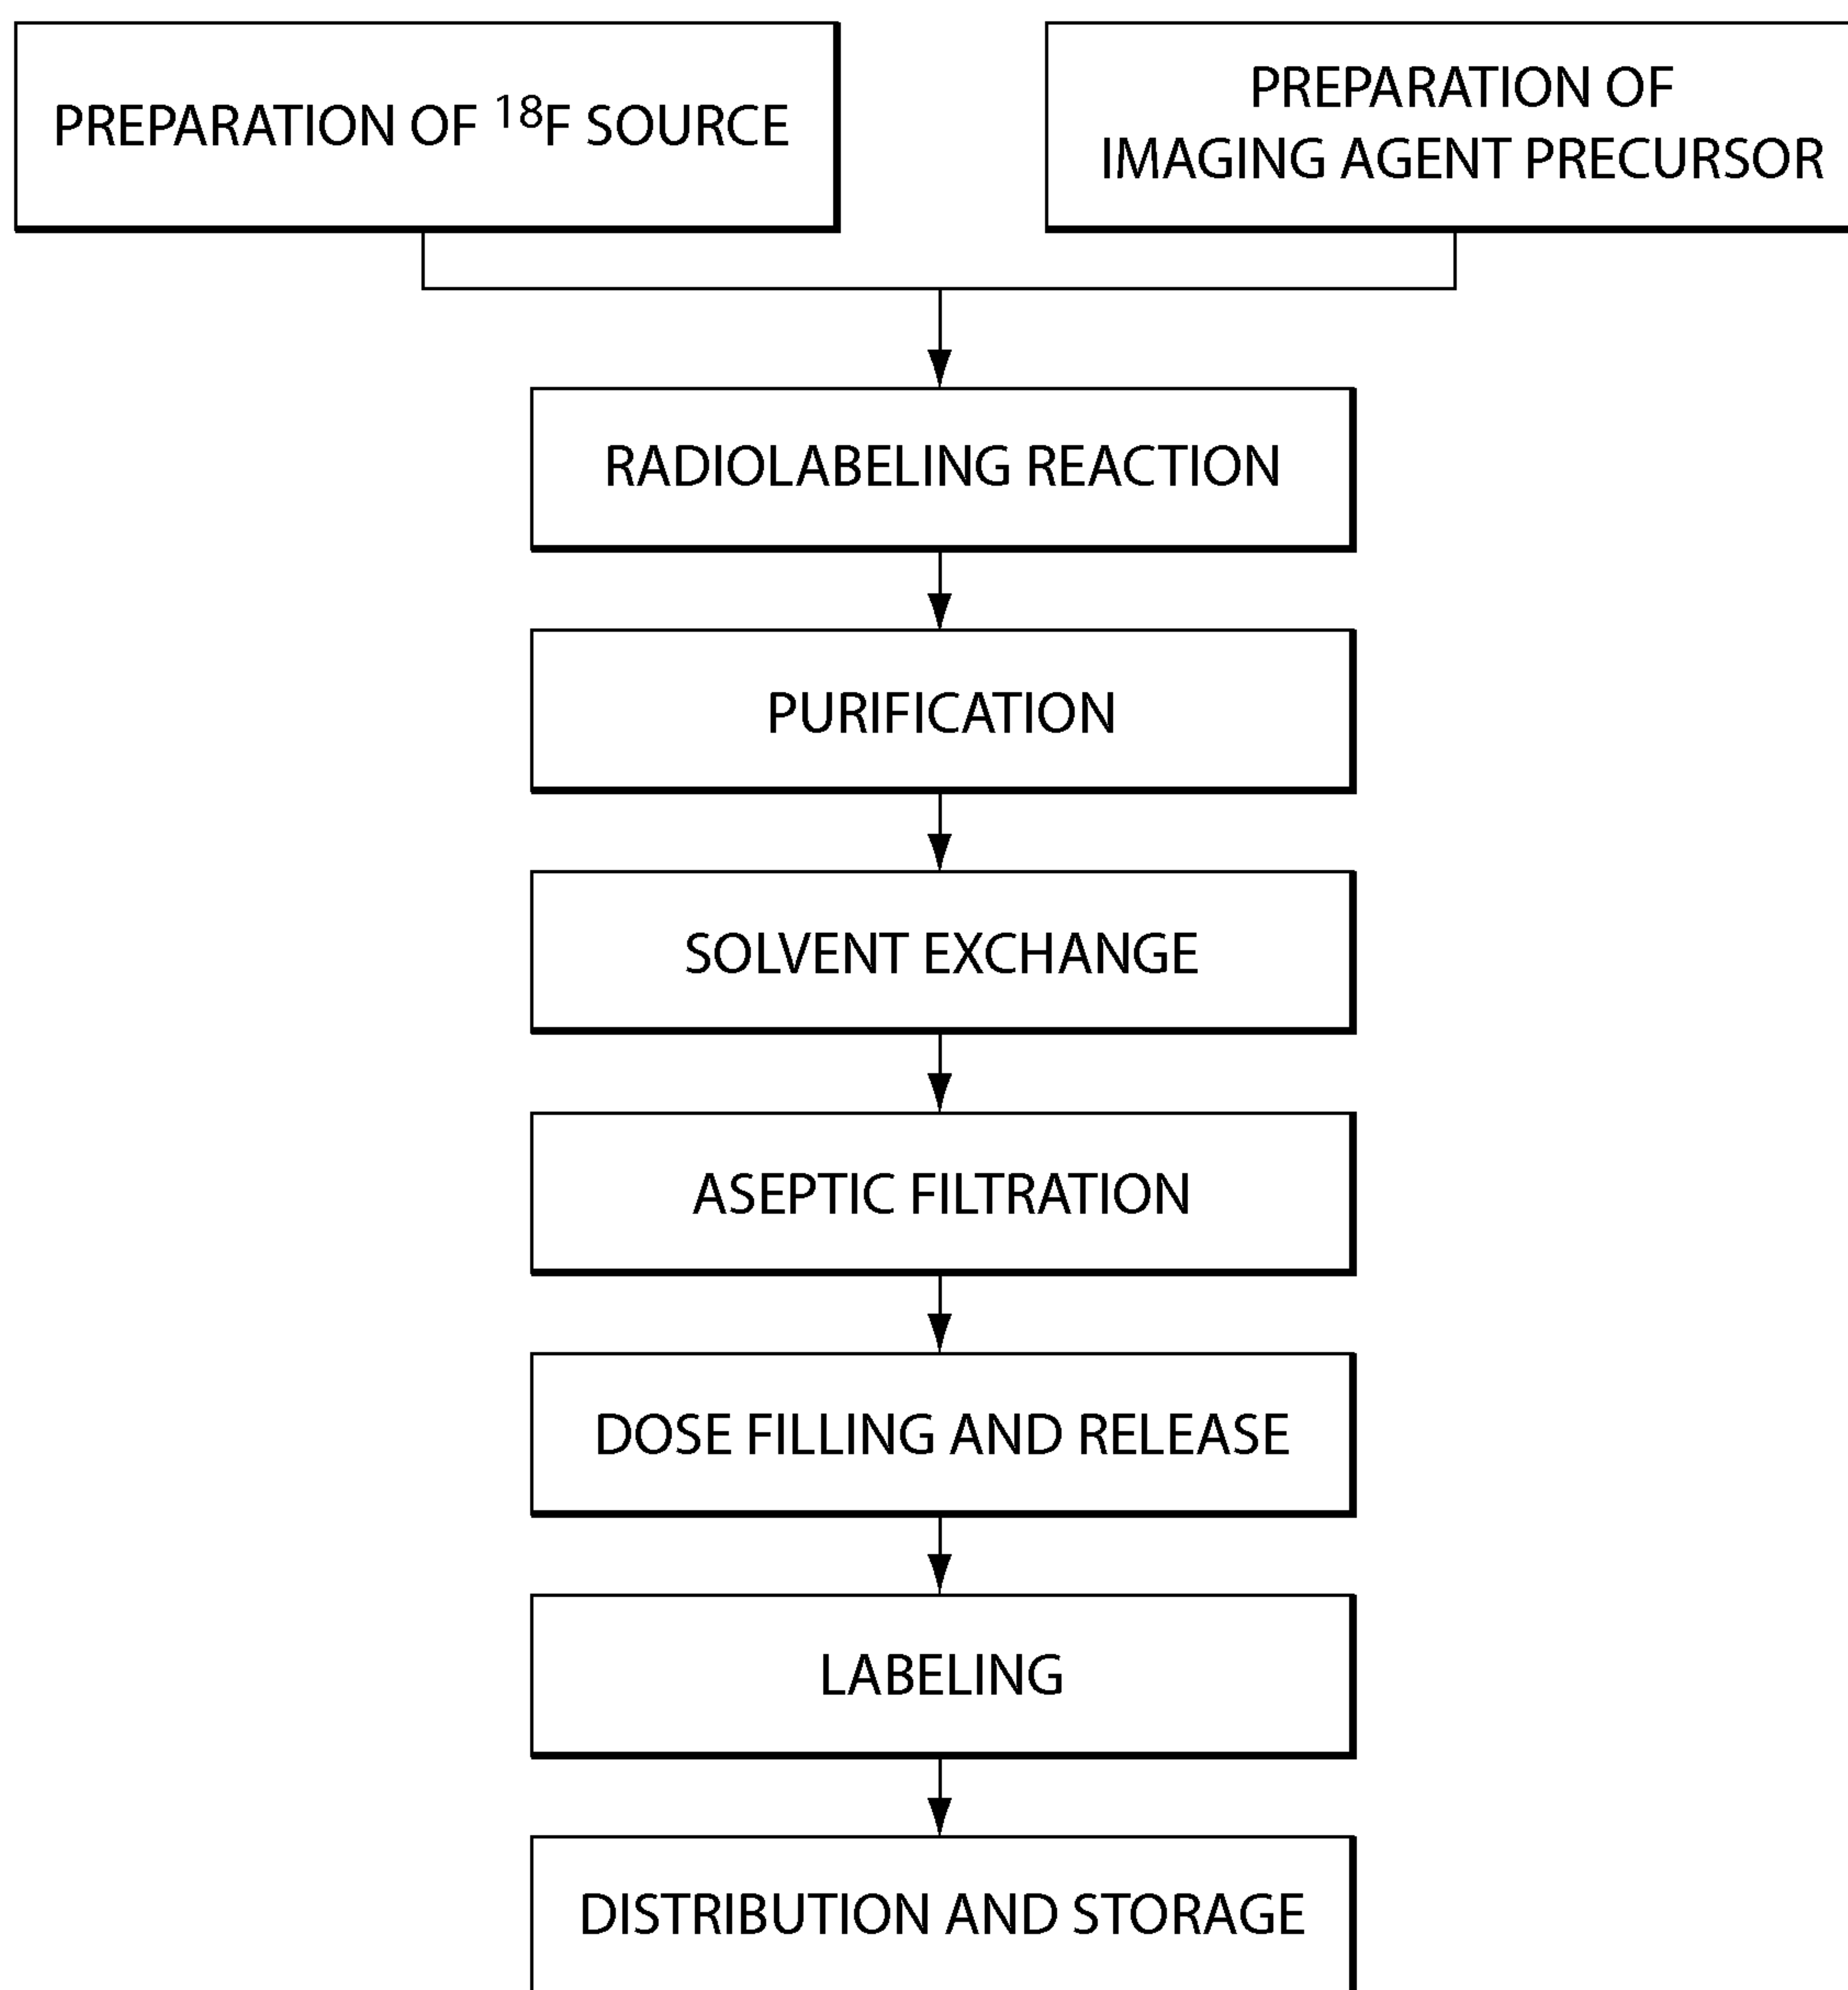 PREPARATION OF ¹⁸F SOURCE
PREPARATION OF
IMAGING AGENT PRECURSOR
RADIOLABELING REACTION
PURIFICATION
SOLVENT EXCHANGE
ASEPTIC FILTRATION
DOSE FILLING AND RELEASE
LABELING
DISTRIBUTION AND STORAGE